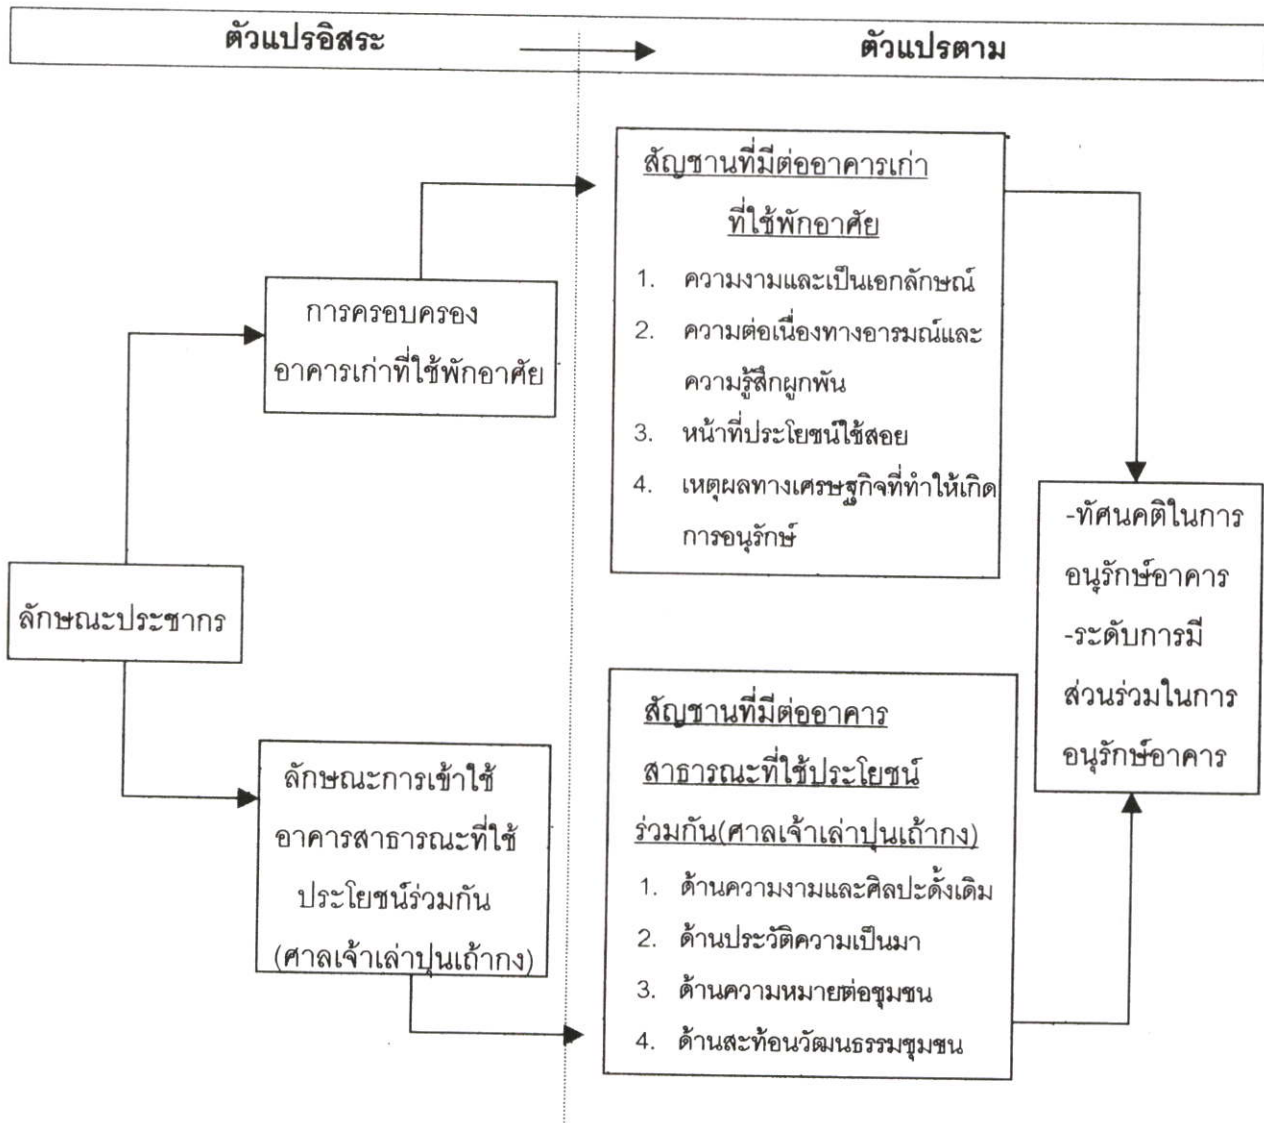 ตัวแปรอิสระ
ตัวแปรตาม
สัญชานที่มีต่ออาคารเก่า
ที่ใช้พักอาศัย
1. ความงามและเป็นเอกลักษณ์
2. ความต่อเนื่องทางอารมณ์และ
ความรู้สึกผูกพัน
3. หน้าที่ประโยชน์ใช้สอย
4. เหตุผลทางเศรษฐกิจที่ทำให้เกิด
การอนุรักษ์
การครอบครอง
อาคารเก่าที่ใช้พักอาศัย
ลักษณะประชากร
-ทัศนคติในการ
อนุรักษ์อาคาร
-ระดับการมี
ส่วนร่วมในการ
อนุรักษ์อาคาร
ลักษณะการเข้าใช้
อาคารสาธารณะที่ใช้
ประโยชน์ร่วมกัน
(ศาลเจ้าเล่าปุนเถ้ากง)
สัญชานที่มีต่ออาคาร
สาธารณะที่ใช้ประโยชน์
ร่วมกัน(ศาลเจ้าเล่าปุนเถ้ากง)
1. ด้านความงามและศิลปะดั้งเดิม
2. ด้านประวัติความเป็นมา
3. ด้านความหมายต่อชุมชน
4. ด้านสะท้อนวัฒนธรรมชุมชน